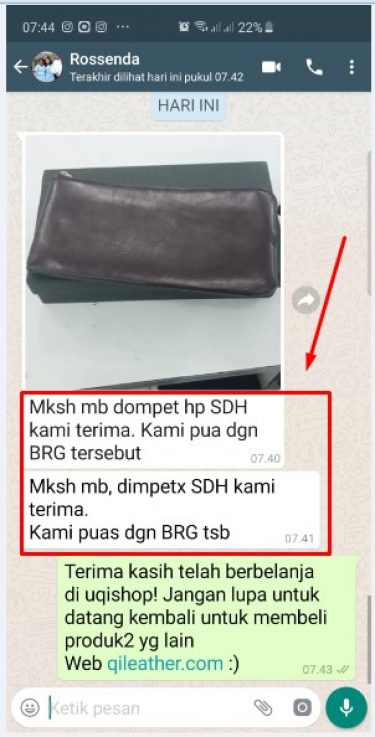 07:44 ... 22%
Rossenda
Terakhir dilihat hari ini pukul 07.42
HARI INI
Mksh mb dompet hp SDH
kami terima. Kami pua dgn
BRG tersebut
07.40
Mksh mb, dimpetx SDH kami
terima.
Kami puas dgn BRG tsb
07.41
Terima kasih telah berbelanja
di uqishop! Jangan lupa untuk
datang kembali untuk membeli
produk2 yg lain
Web qileather.com :)
07.43
Ketik pesan